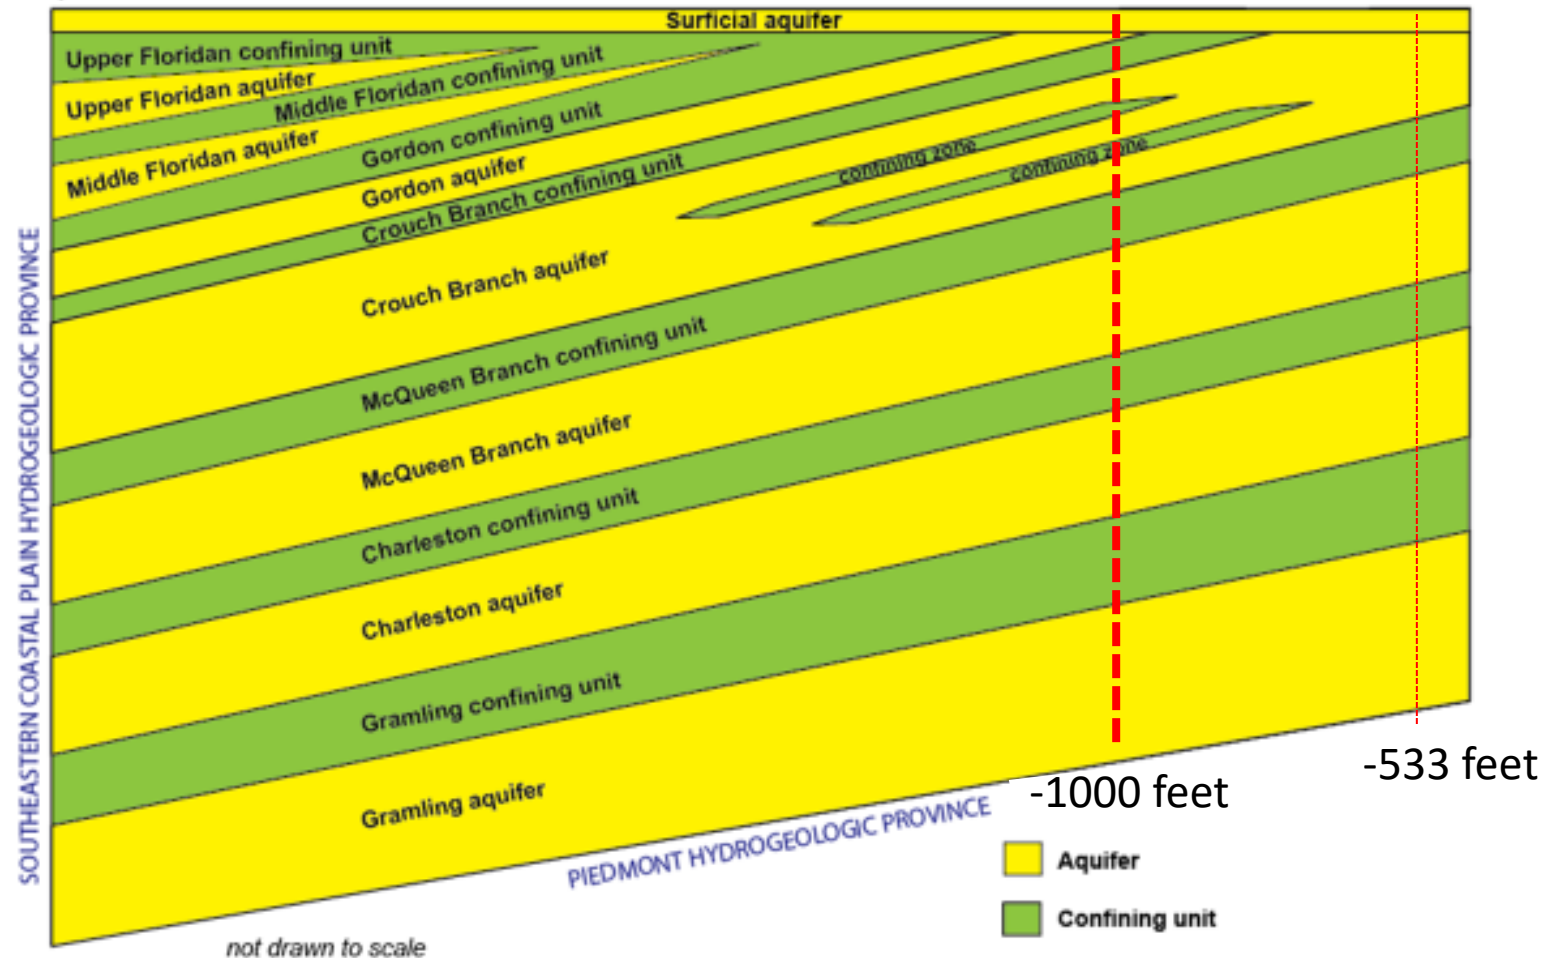 Surficial aquifer
Upper Floridan confining unit
Upper Floridan aquifer
Middle Floridan confining unit
Middle Floridan aquifer
Gordon confining unit
Gordon aquifer
Crouch Branch confining unit
confining zone
confining zone
Crouch Branch aquifer
McQueen Branch confining unit
McQueen Branch aquifer
Charleston confining unit
Charleston aquifer
Gramling confining unit
Gramling aquifer
SOUTHEASTERN COASTAL PLAIN HYDROGEOLOGIC PROVINCE
PIEDMONT HYDROGEOLOGIC PROVINCE
-1000 feet
-533 feet
Aquifer
Confining unit
not drawn to scale